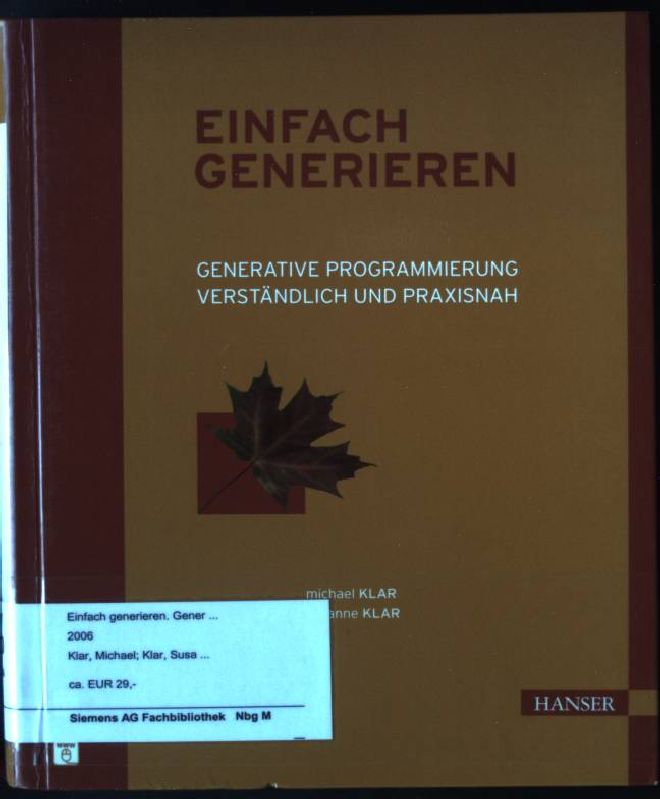 EINFACH
GENERIEREN
GENERATIVE PROGRAMMIERUNG
VERSTÄNDLICH UND PRAXISNAH
michael KLAR
anne KLAR
Einfach generieren. Gener ...
2006
Klar, Michael; Klar, Susa ...
ca. EUR 29,-
Siemens AG Fachbibliothek Nbg M
HANSER
www